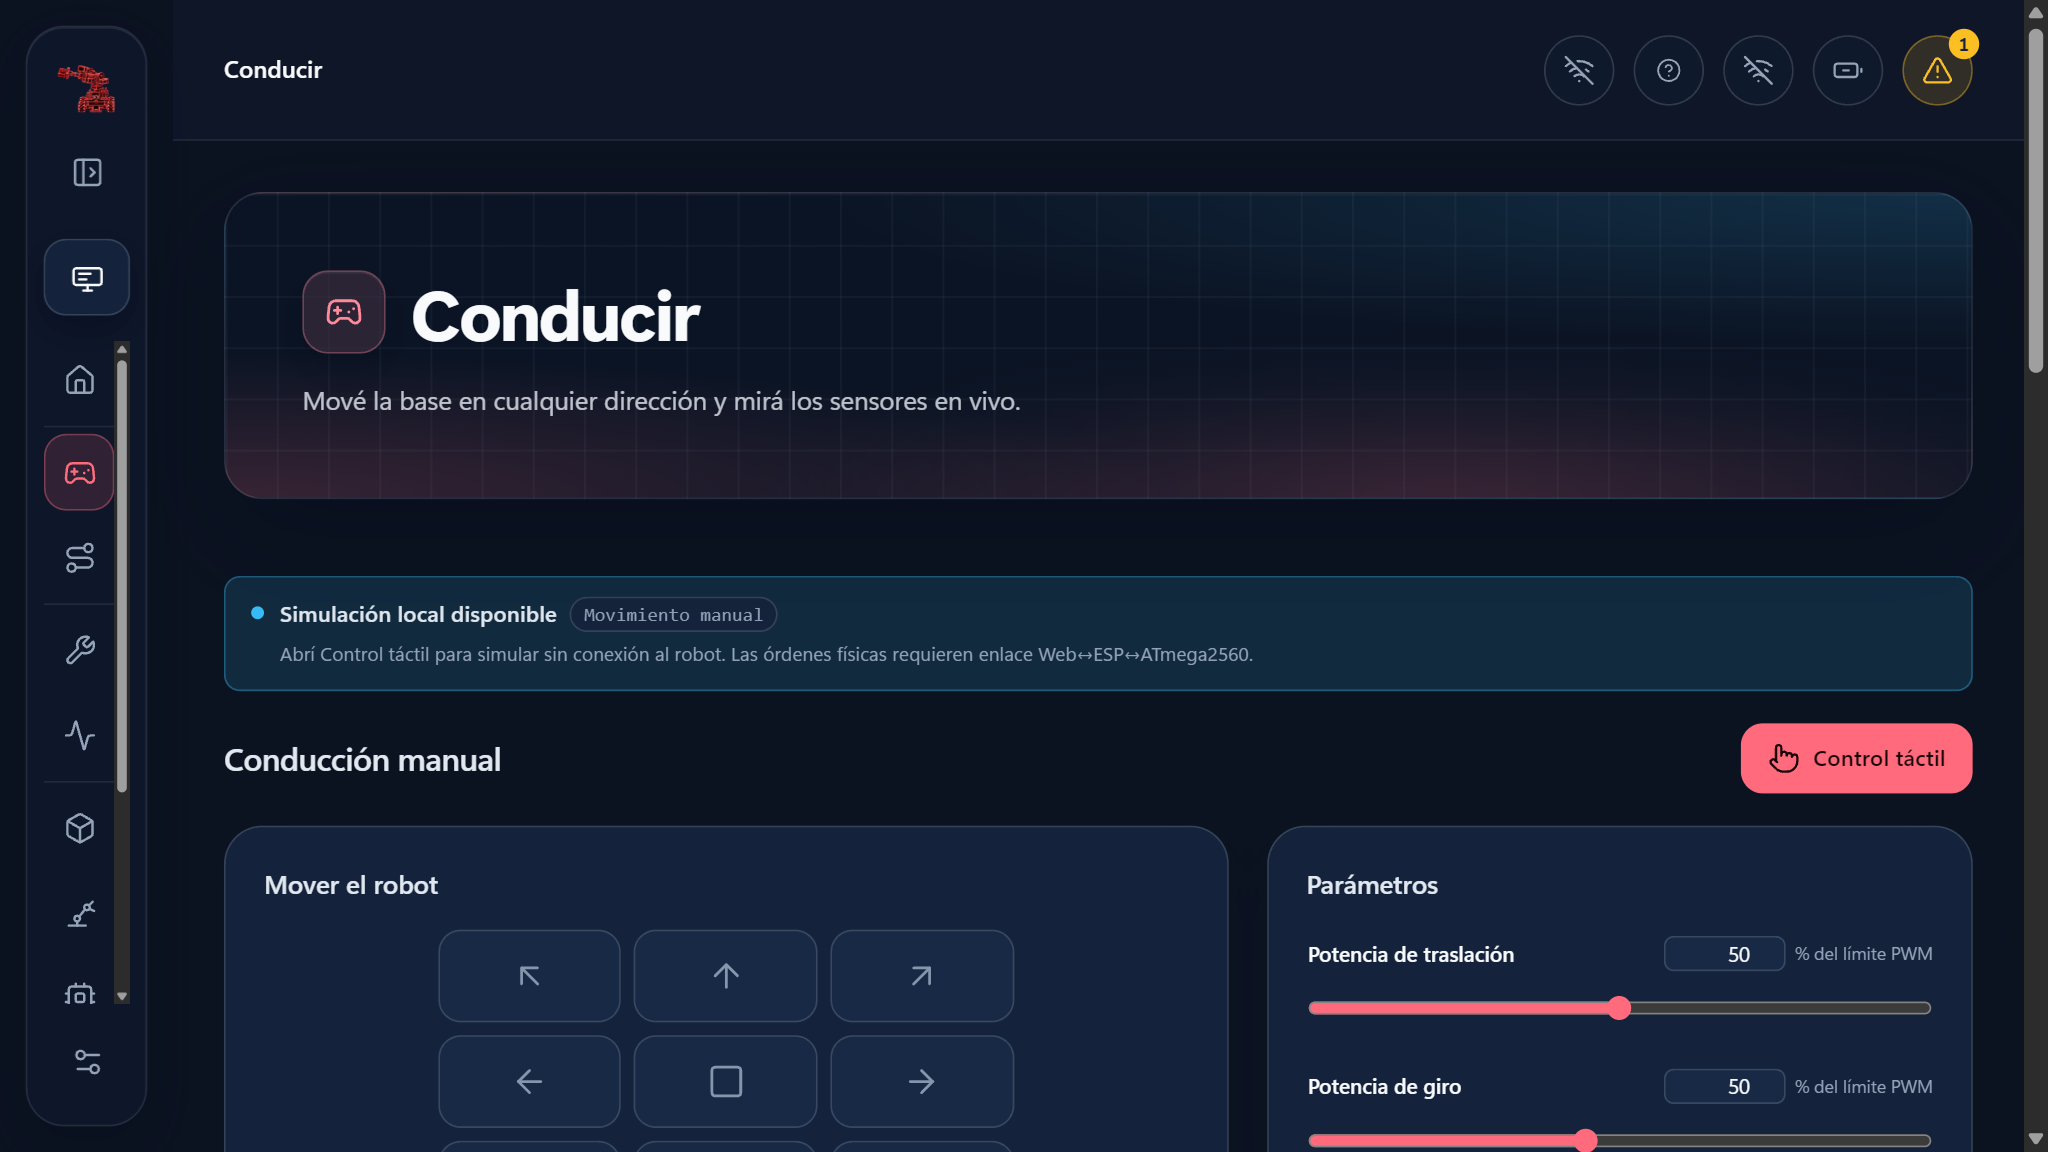 Conducir
1
Conducir
Mové la base en cualquier dirección y mirá los sensores en vivo.
Simulación local disponible
Movimiento manual
Abrí Control táctil para simular sin conexión al robot. Las órdenes físicas requieren enlace Web↔ESP↔ATmega2560.
Conducción manual
Control táctil
Mover el robot
Parámetros
Potencia de traslación
50
% del límite PWM
Potencia de giro
50
% del límite PWM